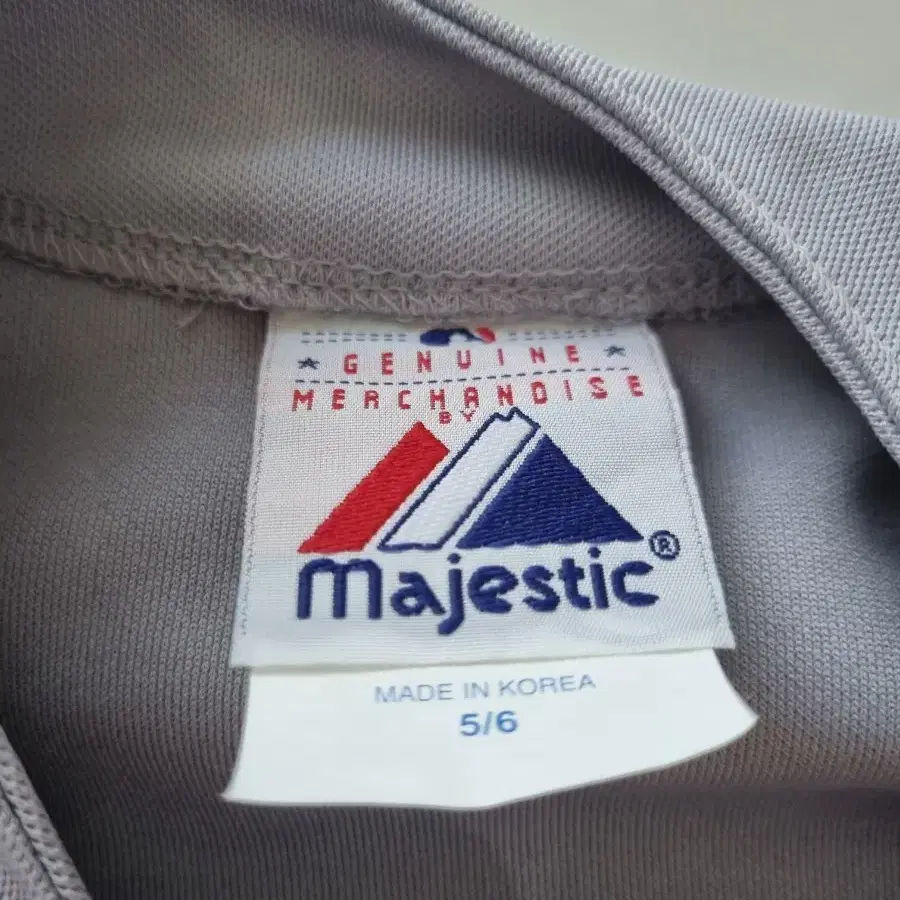 GENUINE
MERCHANDISE
BY
majestic®
MADE IN KOREA
5/6